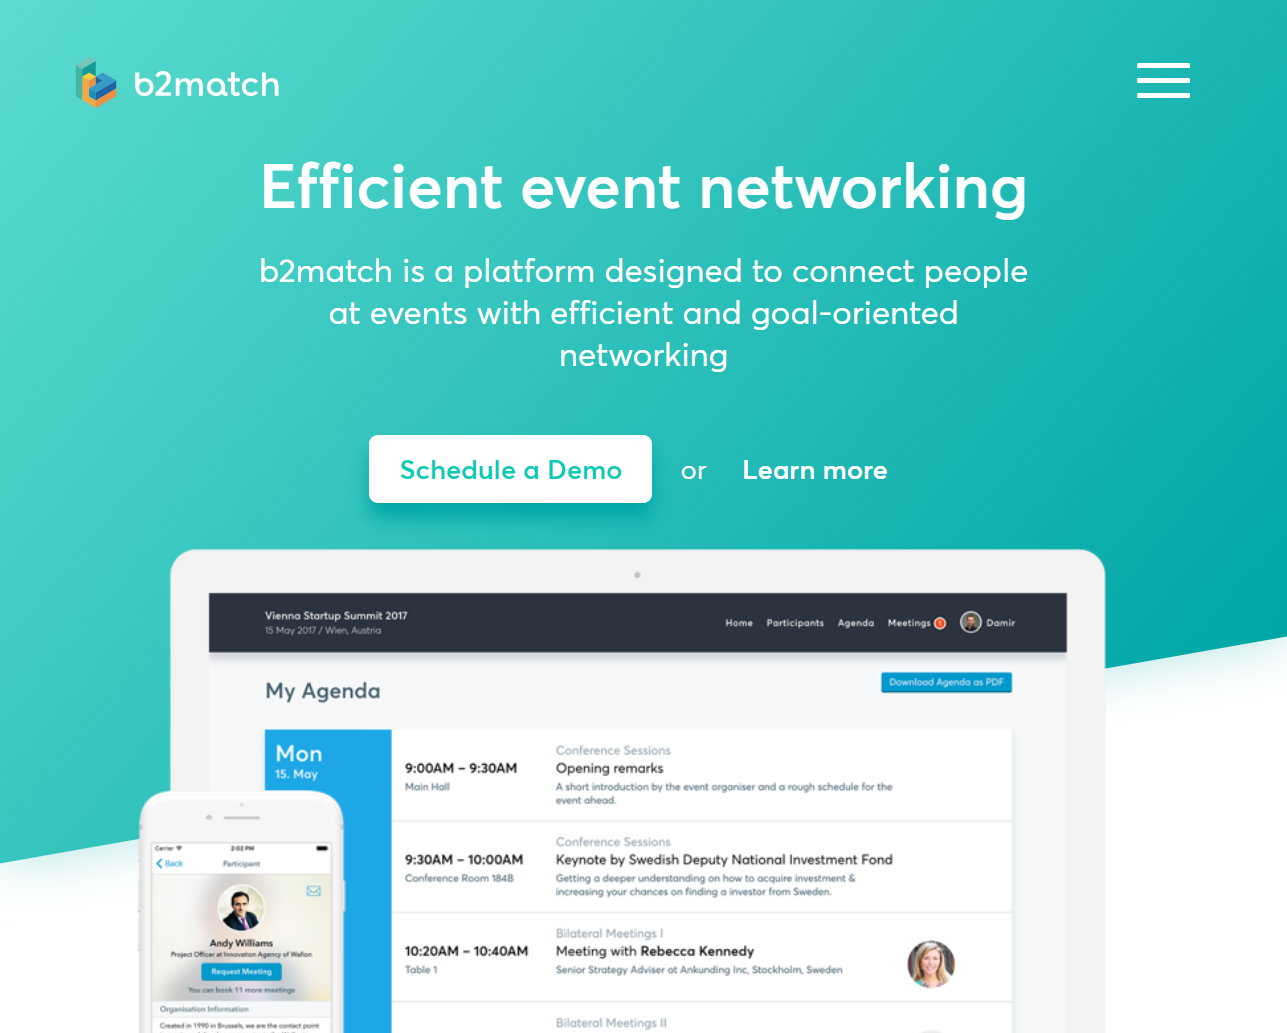 b2match
Efficient event networking
b2match is a platform designed to connect people
at events with efficient and goal-oriented
networking
Schedule a Demo
or
Learn more
Vienna Startup Summit 2017
15 May 2017 / Wien, Austria
Home
Participants
Agenda
Meetings
Damir
My Agenda
Download Agenda as PDF
Mon
15. May
9:00AM – 9:30AM
Main Hall
Conference Sessions
Opening remarks
A short introduction by the event organiser and a rough schedule for the
event ahead.
9:30AM – 10:00AM
Conference Room 184B
Conference Sessions
Keynote by Swedish Deputy National Investment Fond
Getting a deeper understanding on how to acquire investment &
increasing your chances on finding a investor from Sweden.
10:20AM – 10:40AM
Table 1
Bilateral Meetings I
Meeting with Rebecca Kennedy
Senior Strategy Adviser at Ankunding Inc, Stockholm, Sweden
Bilateral Meetings II
Carrier
2:02 PM
Back
Participant
Andy Williams
Project Officer at Innovation Agency of Wallon
Request Meeting
You can book 11 more meetings
Organisation Information
Created in 1990 in Brussels, we are the contact point